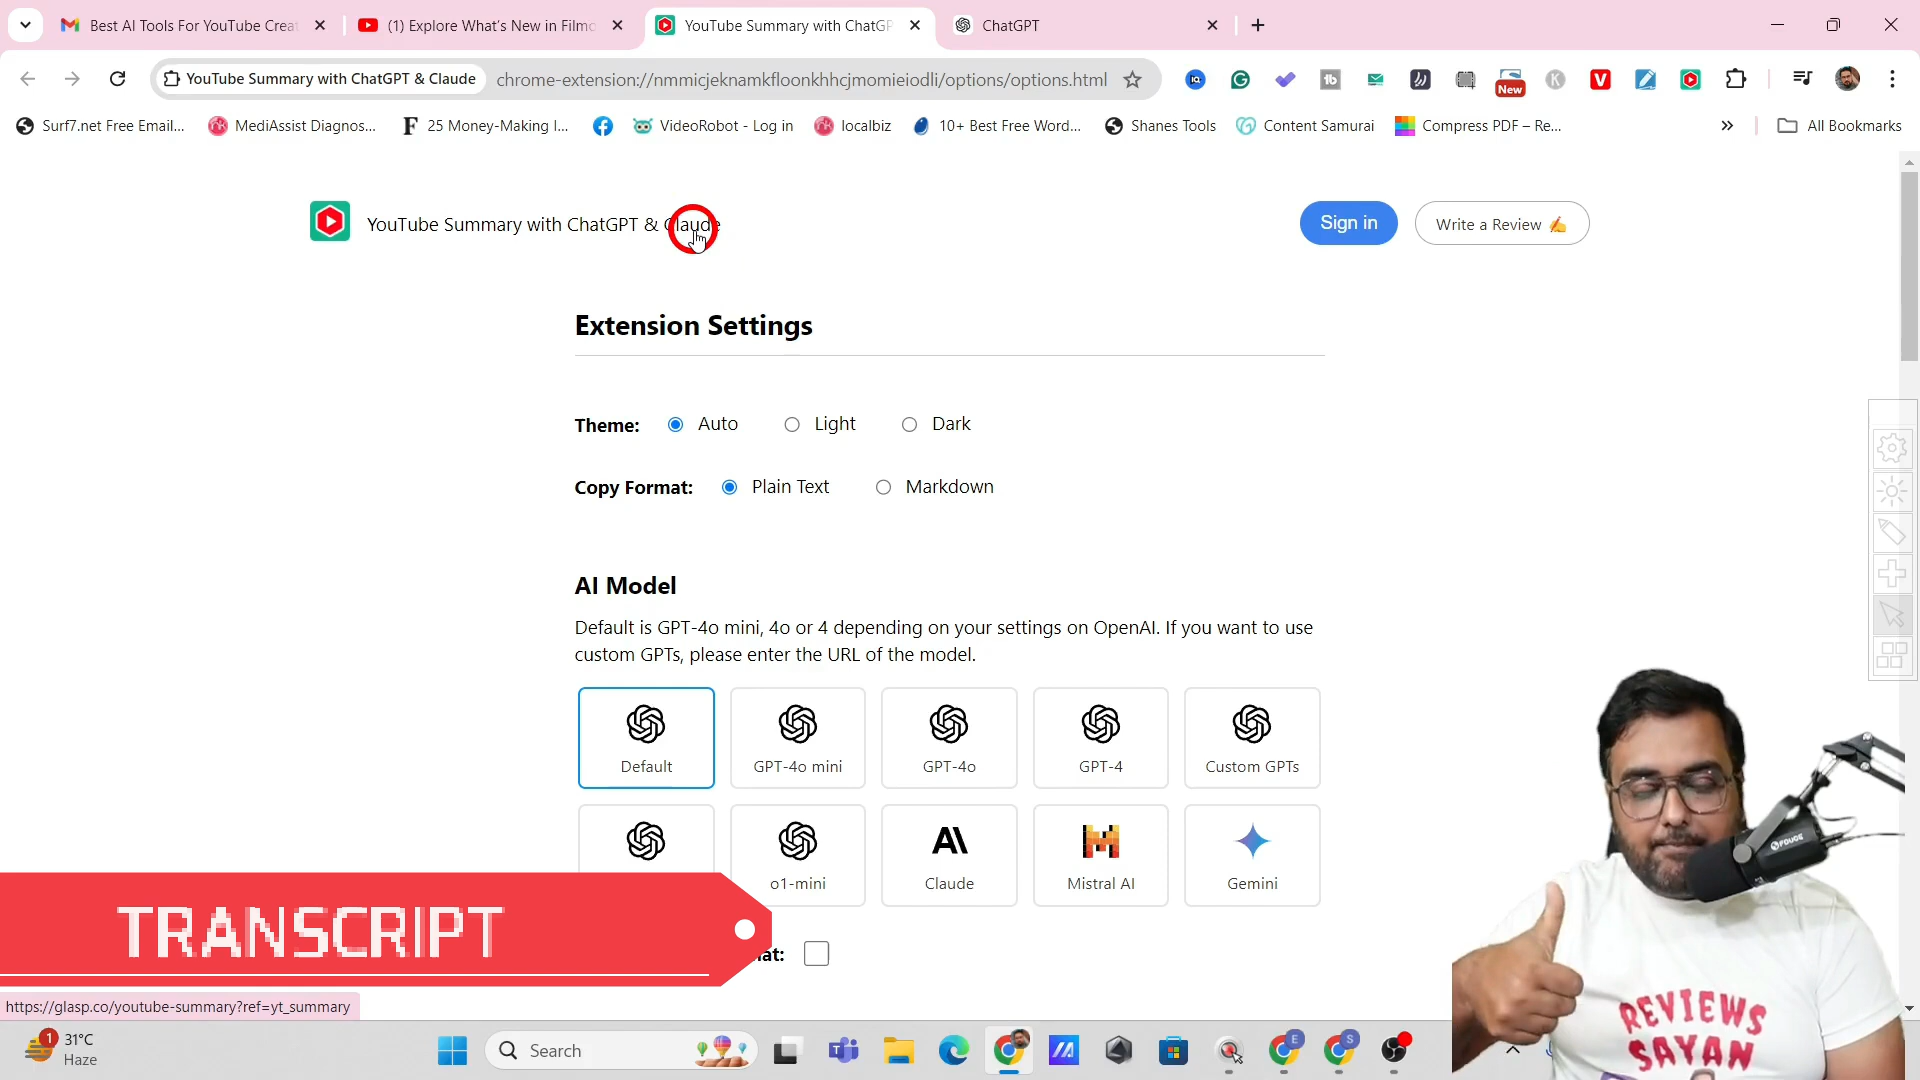 Best AI Tools For YouTube Creat
(1) Explore What's New in Filmo
YouTube Summary with ChatGP
ChatGPT
YouTube Summary with ChatGPT & Claude
chrome-extension://nmmicjeknamkfloonkhhcjmomieiodli/options/options.html
New
Surf7.net Free Email...
MediAssist Diagnos...
25 Money-Making I...
VideoRobot - Log in
localbiz
10+ Best Free Word...
Shanes Tools
Content Samurai
Compress PDF – Re...
All Bookmarks
YouTube Summary with ChatGPT & Claude
Sign in
Write a Review
Extension Settings
Theme:
Auto
Light
Dark
Copy Format:
Plain Text
Markdown
AI Model
Default is GPT-4o mini, 4o or 4 depending on your settings on OpenAI. If you want to use
custom GPTs, please enter the URL of the model.
Default
GPT-4o mini
GPT-4o
GPT-4
Custom GPTs
o1-mini
Claude
Mistral AI
Gemini
TRANSCRIPT
https://glasp.co/youtube-summary?ref=yt_summary
1
31°C
Haze
Search
E
S
FDUCE
REVIEWS
SAYAN